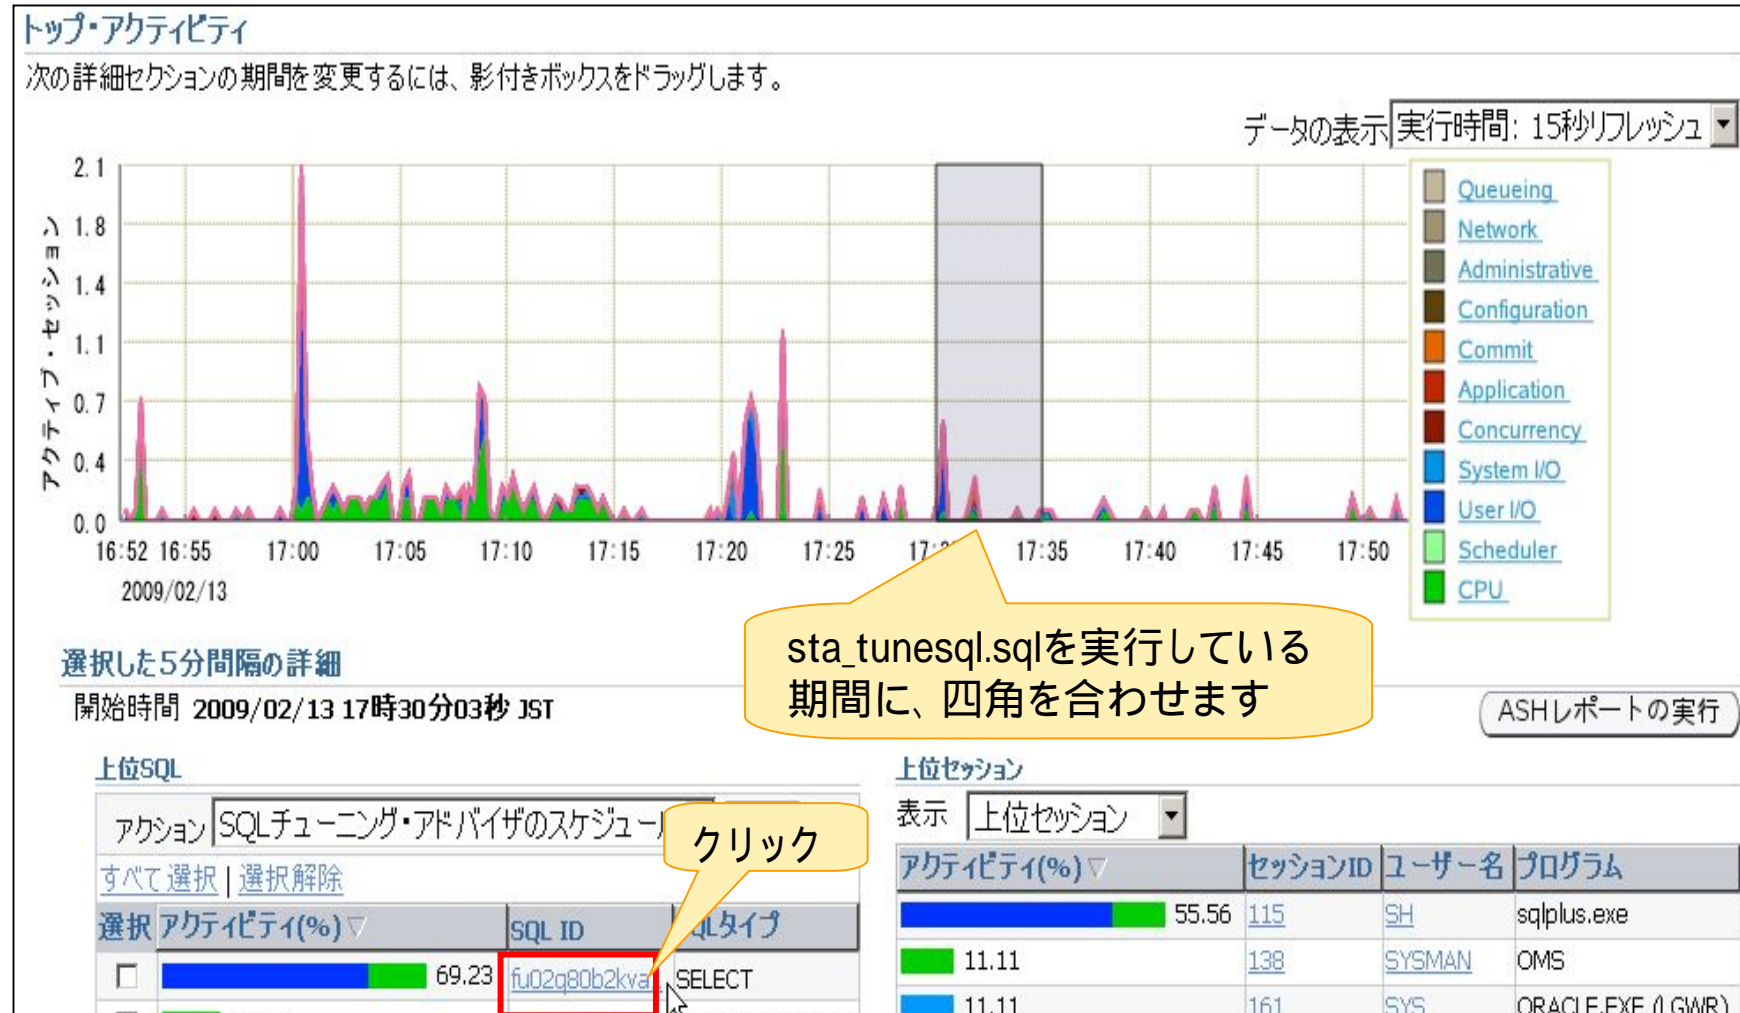 トップ・アクティビティ
次の詳細セクションの期間を変更するには、影付きボックスをドラッグします。
データの表示 実行時間: 15秒リフレッシュ
アクティブ・セッション
2.1
1.8
1.4
1.1
0.7
0.4
0.0
16:52 16:55 17:00 17:05 17:10 17:15 17:20 17:25 17:35 17:40 17:45 17:50
2009/02/13
Queueing
Network
Administrative
Configuration
Commit
Application
Concurrency
System I/O
User I/O
Scheduler
CPU
sta_tunesql.sqlを実行している
期間に、四角を合わせます
選択した5分間隔の詳細
開始時間 2009/02/13 17時30分03秒 JST
ASHレポートの実行
上位SQL
アクション SQLチューニング・アドバイザのスケジュール
クリック
すべて選択 | 選択解除
選択 アクティビティ(%) SQL ID SQLタイプ
69.23 fu02q80b2kva SELECT
上位セッション
表示 上位セッション
アクティビティ(%) セッションID ユーザー名 プログラム
55.56 115 SH sqlplus.exe
11.11 138 SYSMAN OMS
11.11 161 SYS ORACLE.EXE (LGWR)